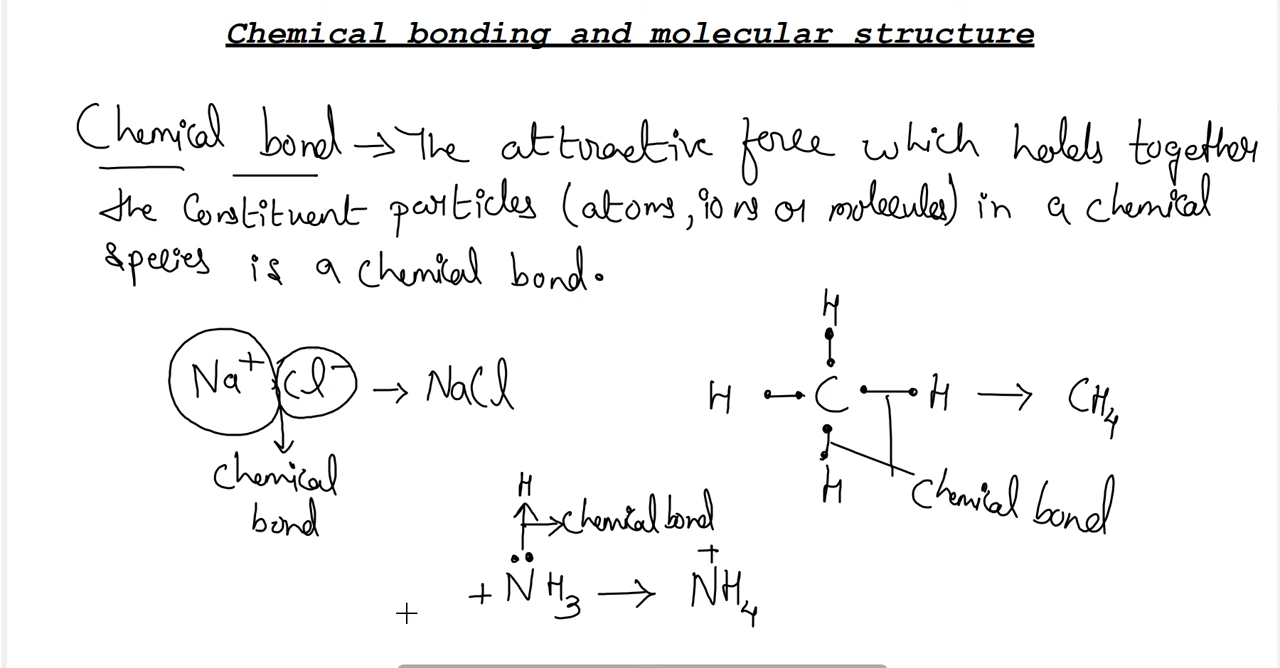 Chemical bonding and molecular structure
Chemical bond → The attractive force which holds together
the Constituent particles (atoms, ions or molecules) in a chemical
species is a chemical bond.
H
Na⁺ Cl⁻ → NaCl
H C H → CH₄
H
Chemical
bond
Chemical bond
H
→ Chemical bond
+
+ + NH₃ → NH₄